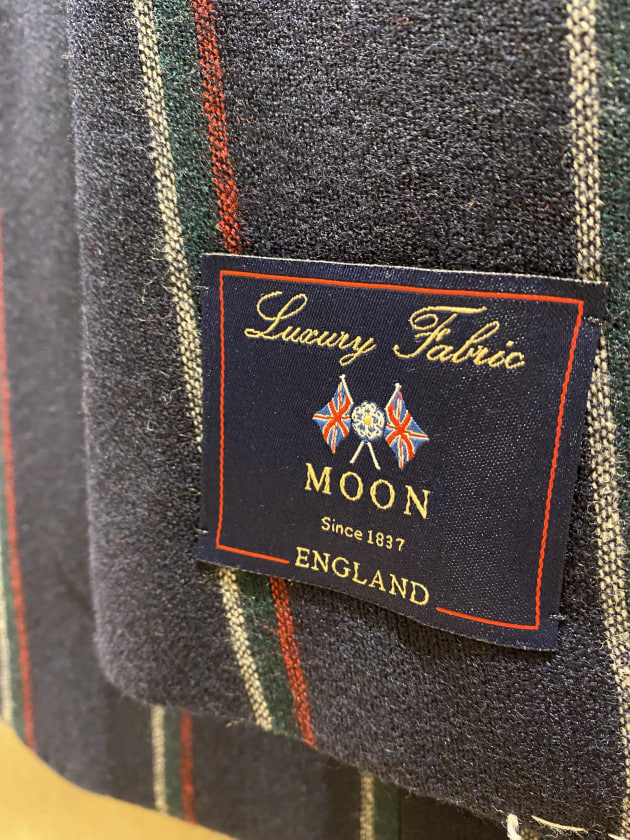 Luxury Fabric
MOON
Since 1837
ENGLAND